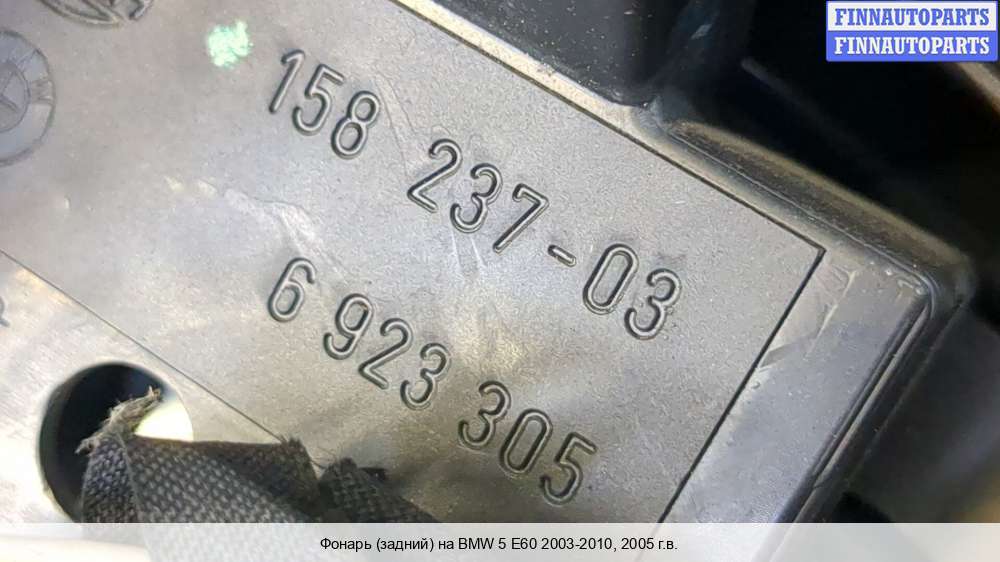 FINNAUTOPARTS
FINNAUTOPARTS
158 237-03
6 923 305
Фонарь (задний) на BMW 5 E60 2003-2010, 2005 г.в.